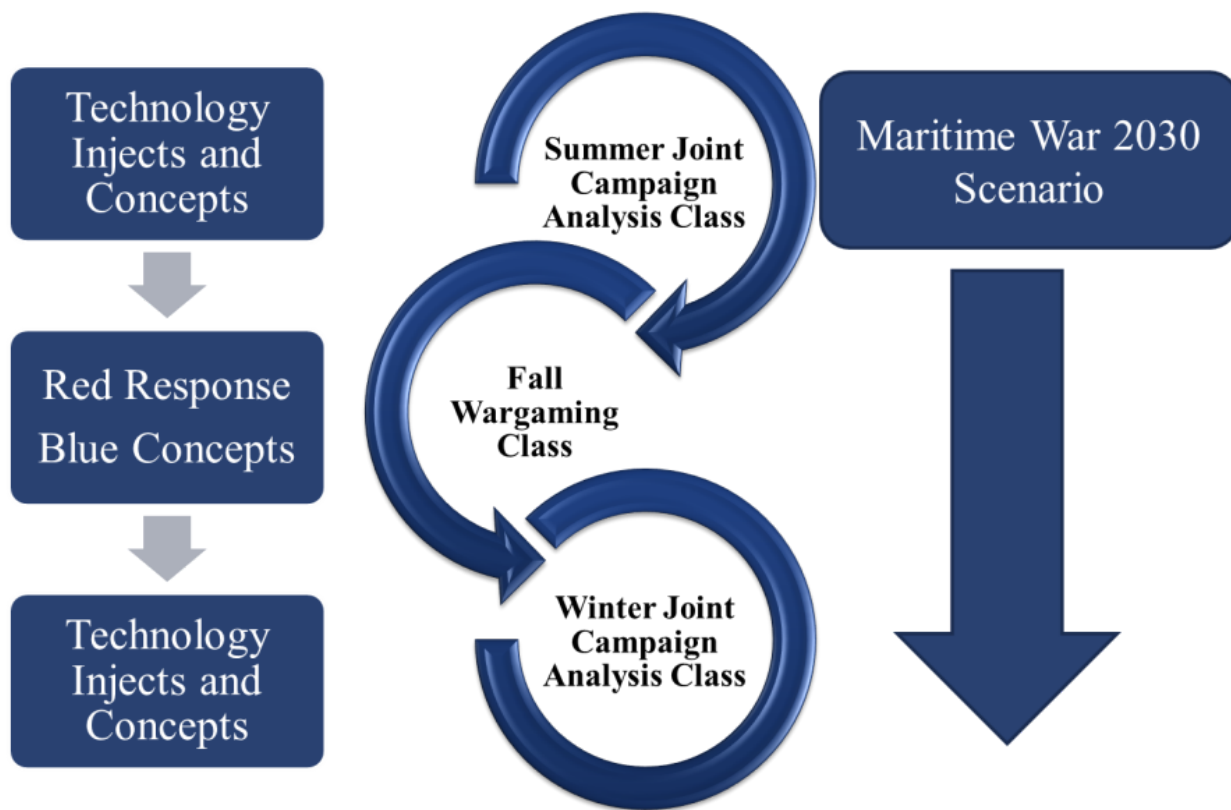 Technology
Injects and
Concepts
Red Response
Blue Concepts
Technology
Injects and
Concepts
Summer Joint
Campaign
Analysis Class
Fall
Wargaming
Class
Winter Joint
Campaign
Analysis Class
Maritime War 2030
Scenario